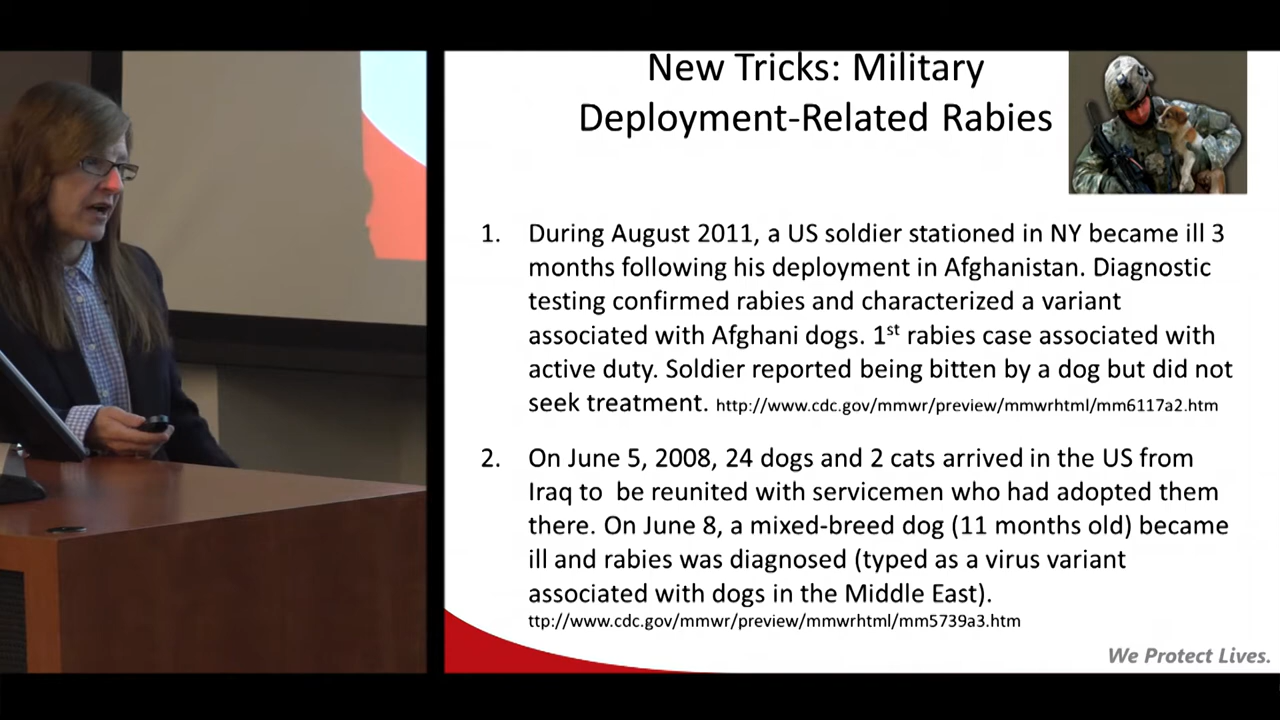 New Tricks: Military
Deployment-Related Rabies
1. During August 2011, a US soldier stationed in NY became ill 3
months following his deployment in Afghanistan. Diagnostic
testing confirmed rabies and characterized a variant
associated with Afghani dogs. 1st rabies case associated with
active duty. Soldier reported being bitten by a dog but did not
seek treatment. http://www.cdc.gov/mmwr/preview/mmwrhtml/mm6117a2.htm
2. On June 5, 2008, 24 dogs and 2 cats arrived in the US from
Iraq to be reunited with servicemen who had adopted them
there. On June 8, a mixed-breed dog (11 months old) became
ill and rabies was diagnosed (typed as a virus variant
associated with dogs in the Middle East).
ttp://www.cdc.gov/mmwr/preview/mmwrhtml/mm5739a3.htm
We Protect Lives.